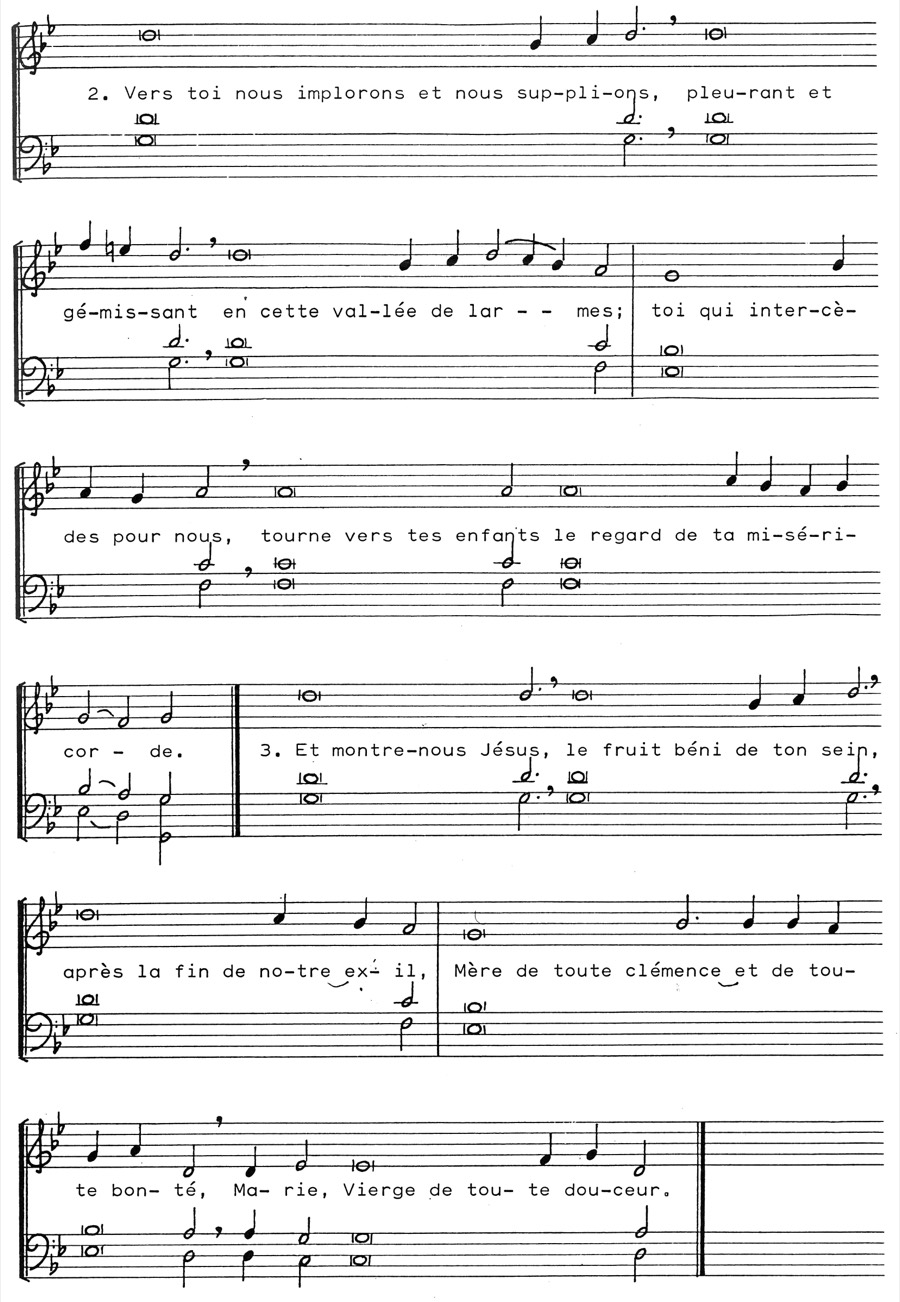 2. Vers toi nous implorons et nous sup-pli-ons, pleu-rant et
gé-mis-sant en cette val-lée de lar - - mes; toi qui inter-cè-
des pour nous, tourne vers tes enfants le regard de ta mi-sé-ri-
cor - de. 3. Et montre-nous Jésus, le fruit béni de ton sein,
après la fin de no-tre ex- il, Mère de toute clémence et de tou-
te bon- té, Ma- rie, Vierge de tou- te dou-ceur.